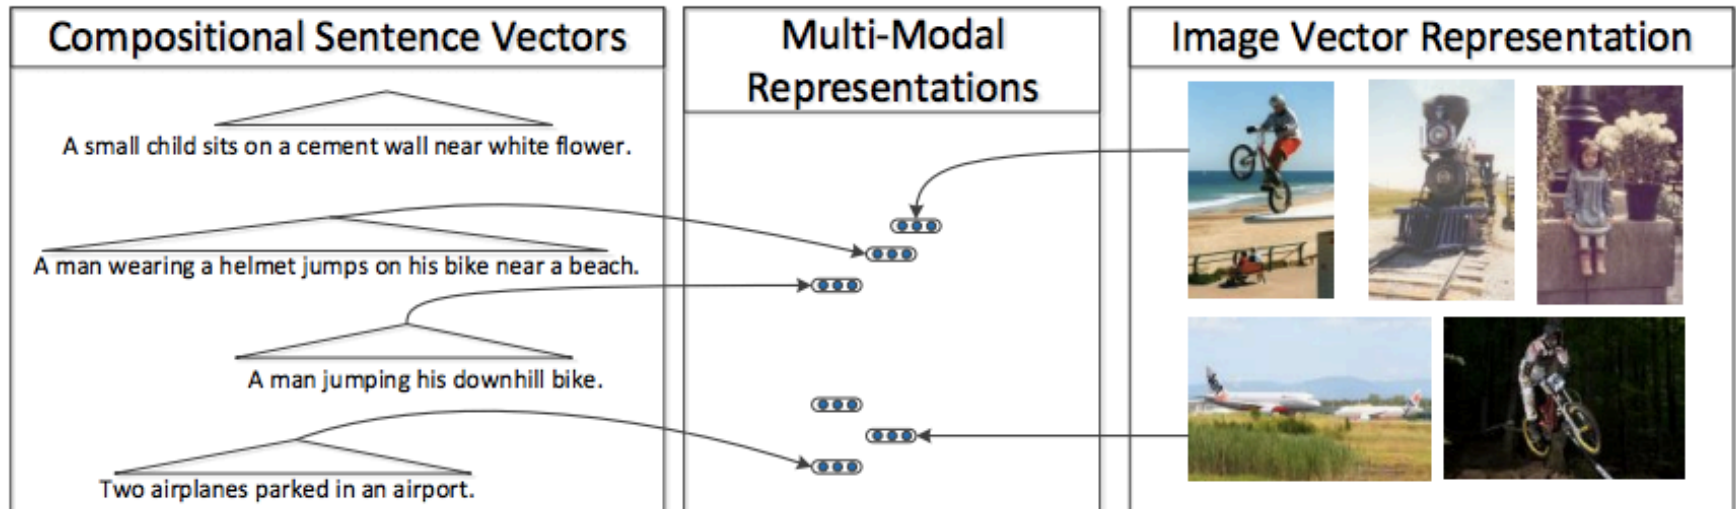 Compositional Sentence Vectors
A small child sits on a cement wall near white flower.
A man wearing a helmet jumps on his bike near a beach.
A man jumping his downhill bike.
Two airplanes parked in an airport.
Multi-Modal
Representations
Image Vector Representation